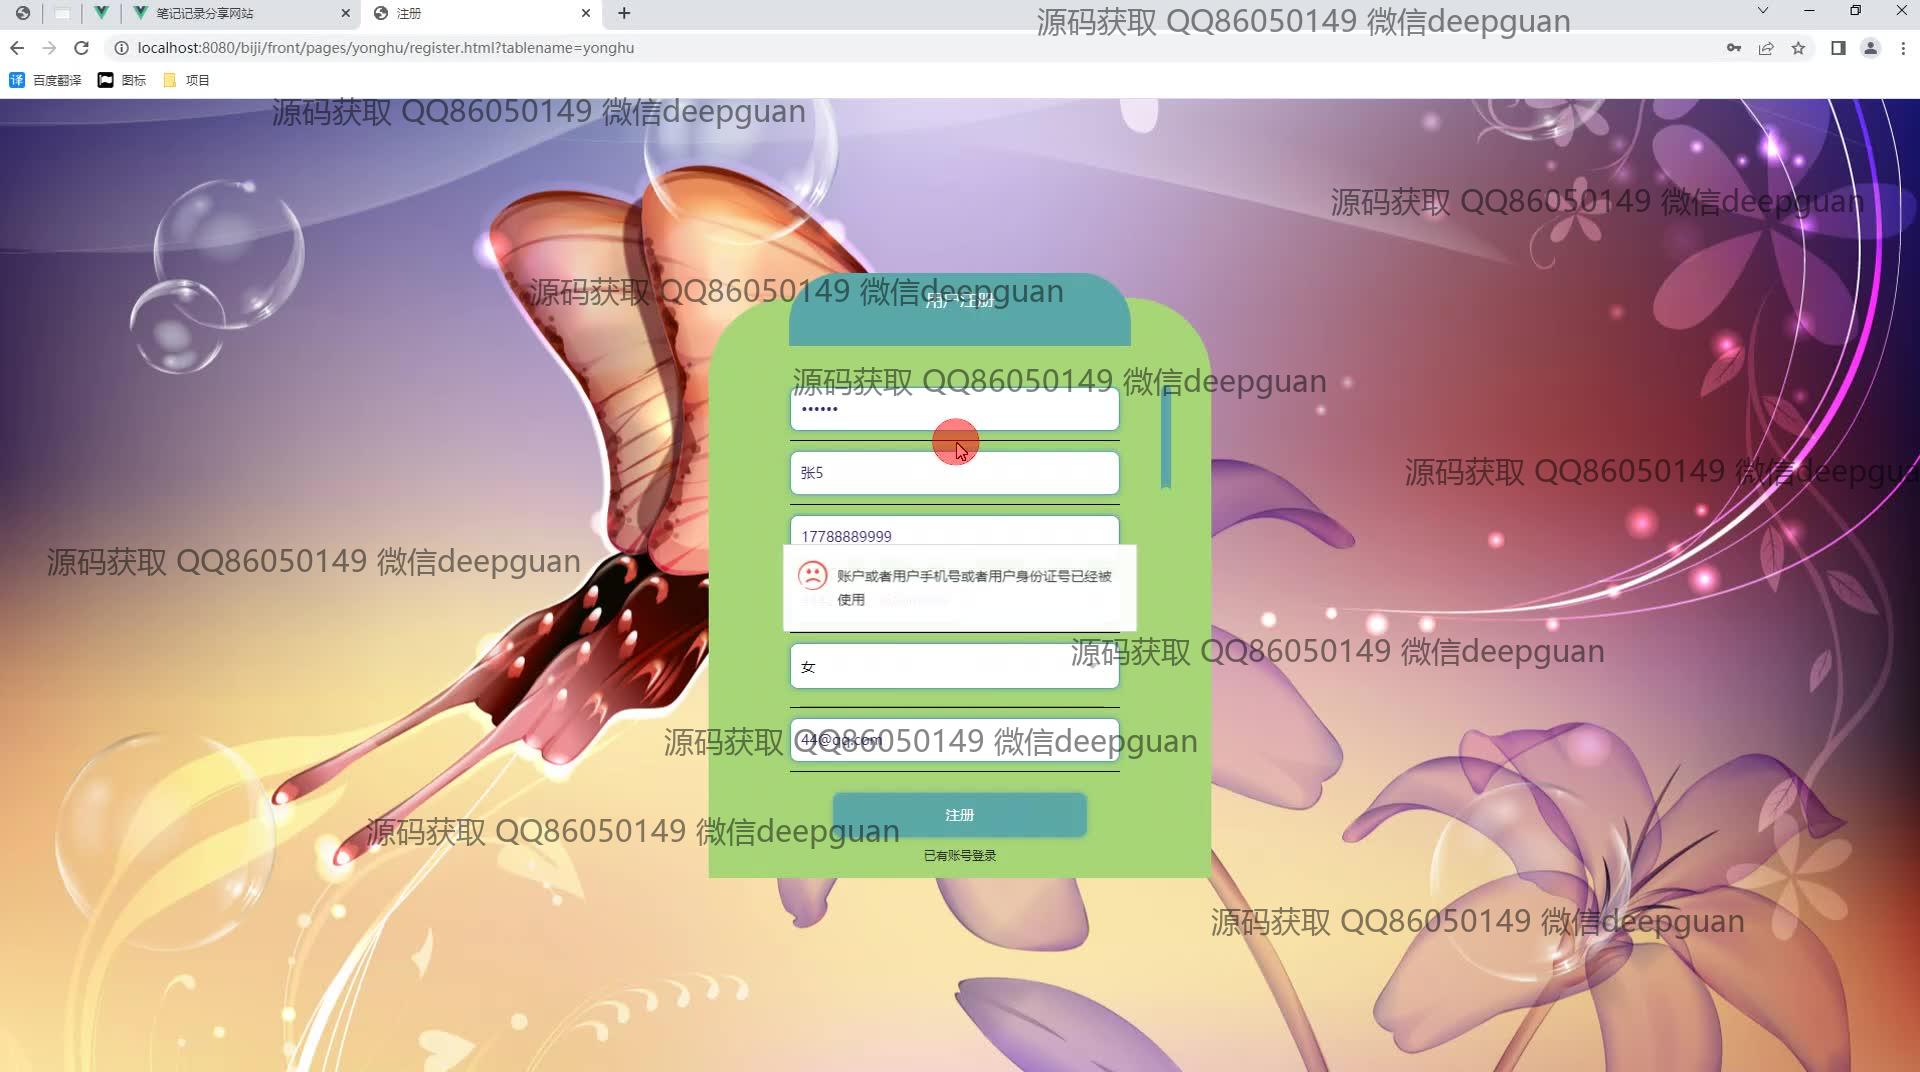 笔记记录分享网站
注册
源码获取 QQ86050149 微信deepguan
localhost:8080/biji/front/pages/yonghu/register.html?tablename=yonghu
译 百度翻译 图标 项目
源码获取 QQ86050149 微信deepguan
源码获取 QQ86050149 微信deepguan
源码获取 QQ86050149 微信deepguan
用户注册
源码获取 QQ86050149 微信deepguan
••••••
张5
源码获取 QQ86050149 微信deepgua
17788889999
源码获取 QQ86050149 微信deepguan
账户或者用户手机号或者用户身份证号已经被
使用
源码获取 QQ86050149 微信deepguan
女
源码获取 QQ86050149 微信deepguan
44@qq.com
注册
源码获取 QQ86050149 微信deepguan
已有账号登录
源码获取 QQ86050149 微信deepguan